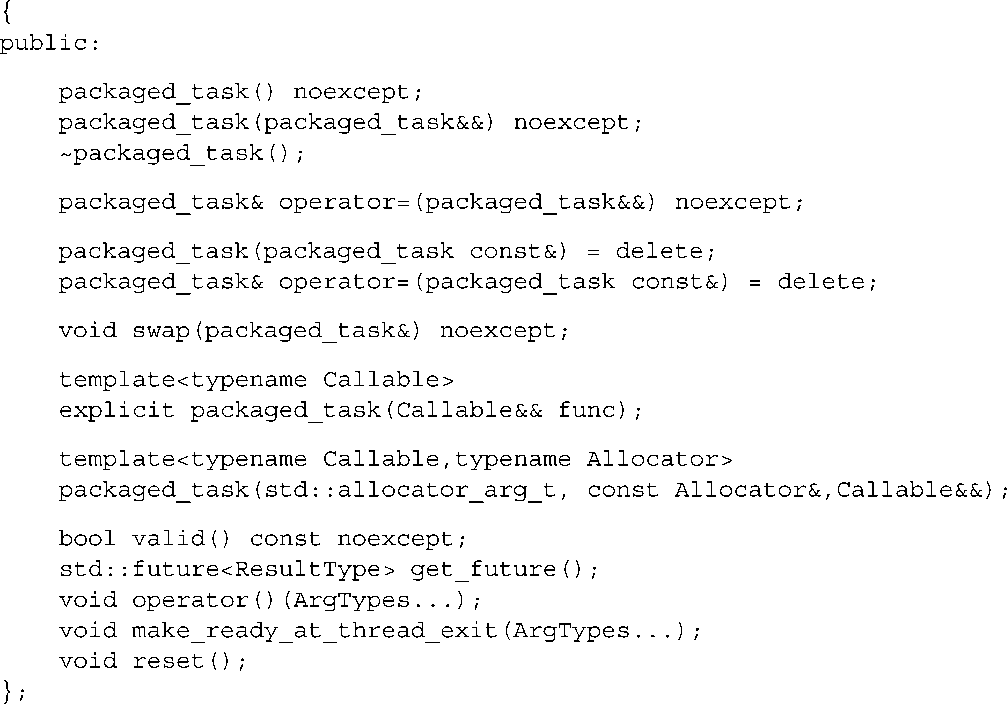 {
public:
packaged_task() noexcept;
packaged_task(packaged_task&&) noexcept;
~packaged_task();
packaged_task& operator=(packaged_task&&) noexcept;
packaged_task(packaged_task const&) = delete;
packaged_task& operator=(packaged_task const&) = delete;
void swap(packaged_task&) noexcept;
template<typename Callable>
explicit packaged_task(Callable&& func);
template<typename Callable,typename Allocator>
packaged_task(std::allocator_arg_t, const Allocator&,Callable&&);
bool valid() const noexcept;
std::future<ResultType> get_future();
void operator()(ArgTypes...);
void make_ready_at_thread_exit(ArgTypes...);
void reset();
};